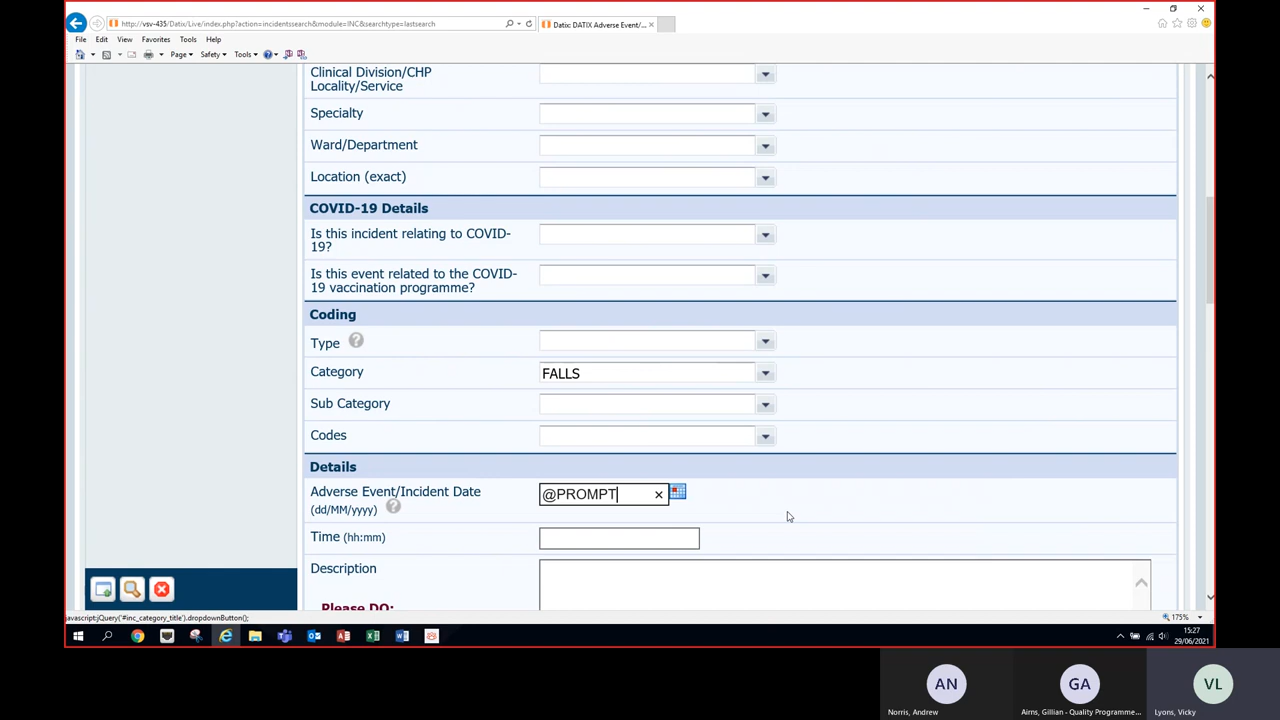 http://vsv-435/Datix/Live/index.php?action=incidentssearch&module=INC&searchtype=lastsearch
Datix: DATIX Adverse Event/...
File Edit View Favorites Tools Help
Page Safety Tools
Clinical Division/CHP
Locality/Service
Specialty
Ward/Department
Location (exact)
COVID-19 Details
Is this incident relating to COVID-
19?
Is this event related to the COVID-
19 vaccination programme?
Coding
Type ?
Category FALLS
Sub Category
Codes
Details
Adverse Event/Incident Date @PROMPT
(dd/MM/yyyy) ?
Time (hh:mm)
Description
Please DO:
javascript:jQuery('#inc_category_title').dropdownButton();
175%
15:27
29/06/2021
AN GA VL
Norris, Andrew Airns, Gillian - Quality Programme... Lyons, Vicky